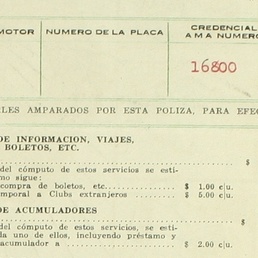 MOTOR NUMERO DE LA PLACA CREDENCIAL
A M A NUMERO
16800
LES AMPARADOS POR ESTA POLIZA, PARA EFEC
DE INFORMACION, VIAJES,
BOLETOS, ETC.
$
del cómputo de estos servicios se esti-
mo sigue:
compra de boletos, etc. $ 1.00 c|u.
mporal a Clubs extranjeros $ 5.00 c|u.
DE ACUMULADORES
$
del cómputo de estos servicios, se esti-
da uno de ellos, incluyendo préstamo y
acumulador a $ 2.00 c|u.